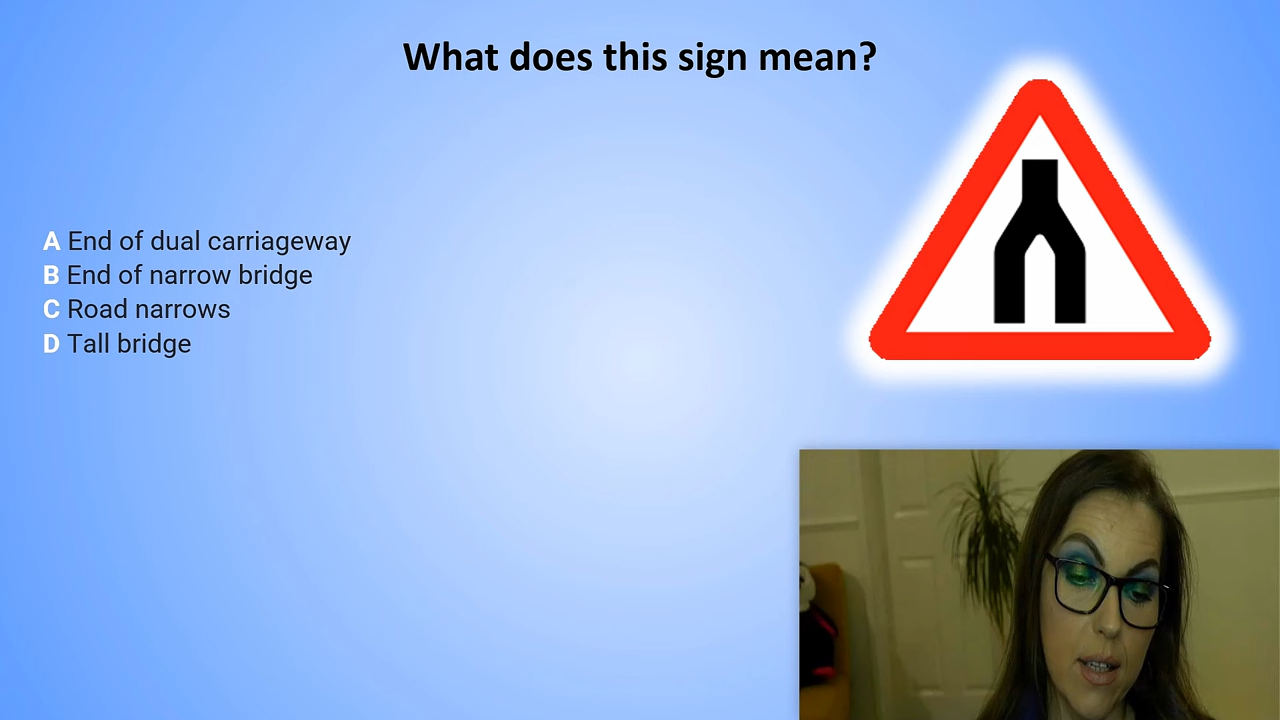 What does this sign mean?
A End of dual carriageway
B End of narrow bridge
C Road narrows
D Tall bridge